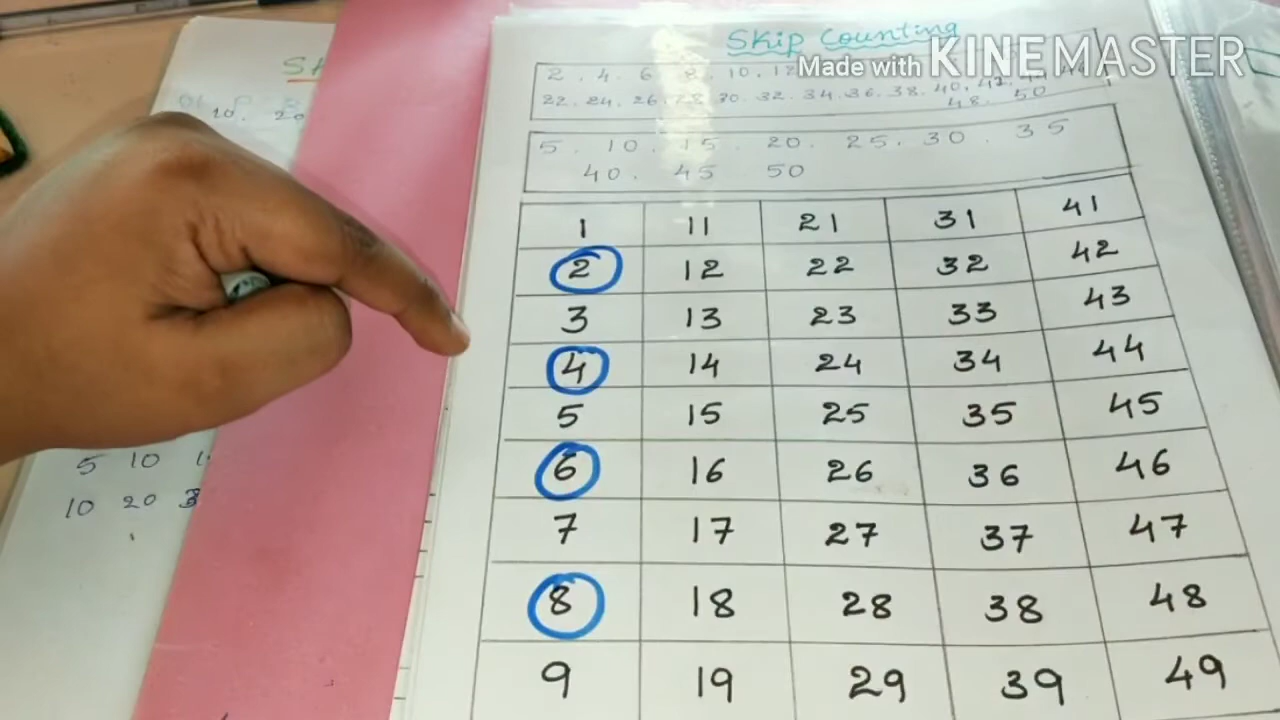 Skip Counting
Made with KINEMASTER
2. 4. 6. 8. 10. 12
22. 24. 26. 28. 30. 32. 34. 36. 38. 40. 42.
48. 50
5. 10. 15. 20. 25. 30. 35
40. 45 50
1 11 21 31 41
2 12 22 32 42
3 13 23 33 43
4 14 24 34 44
5 15 25 35 45
6 16 26 36 46
7 17 27 37 47
8 18 28 38 48
9 19 29 39 49
10. 20
5 10
10 20 3